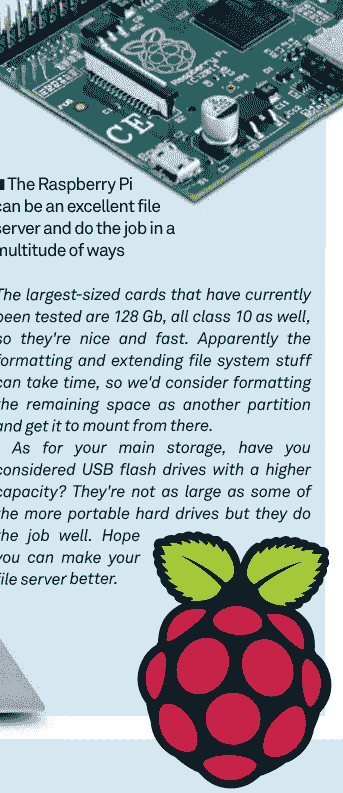 CE
The Raspberry Pi
can be an excellent file
server and do the job in a
multitude of ways
The largest-sized cards that have currently
been tested are 128 Gb, all class 10 as well,
so they're nice and fast. Apparently the
formatting and extending file system stuff
can take time, so we'd consider formatting
the remaining space as another partition
and get it to mount from there.
As for your main storage, have you
considered USB flash drives with a higher
capacity? They're not as large as some of
the more portable hard drives but they do
the job well. Hope
you can make your
file server better.